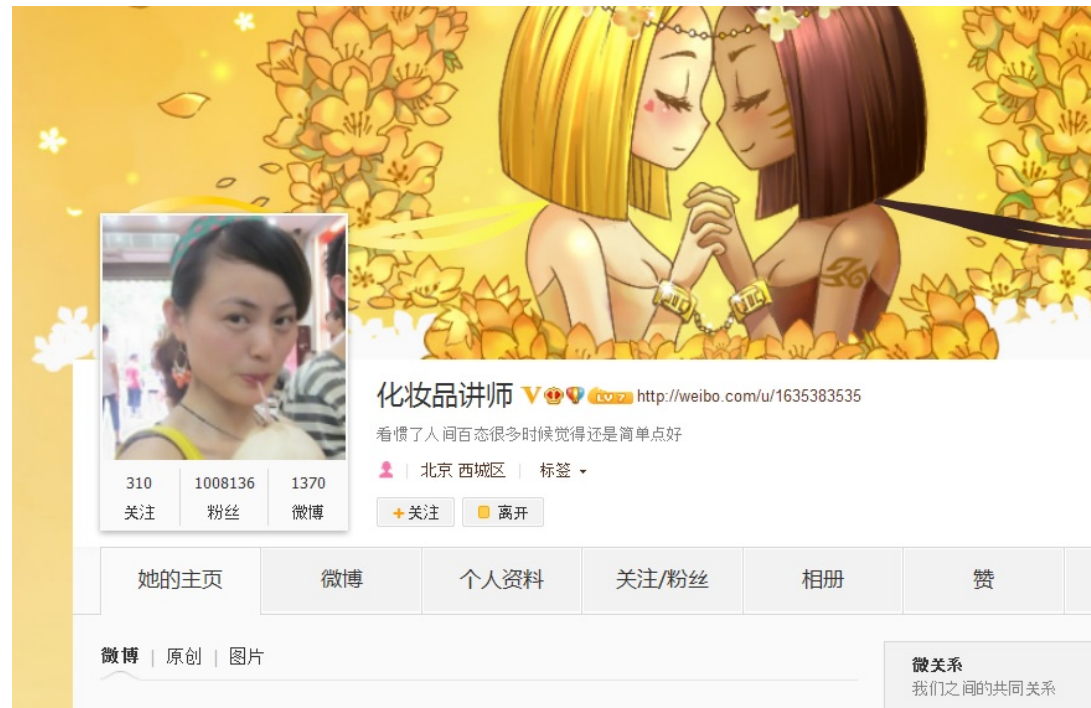 化妆品讲师 V LV 7 http://weibo.com/u/1635383535
看惯了人间百态很多时候觉得还是简单点好
北京 西城区 | 标签
310 1008136 1370
关注 粉丝 微博
+关注 离开
她的主页 微博 个人资料 关注/粉丝 相册 赞
微博 | 原创 | 图片
微关系
我们之间的共同关系